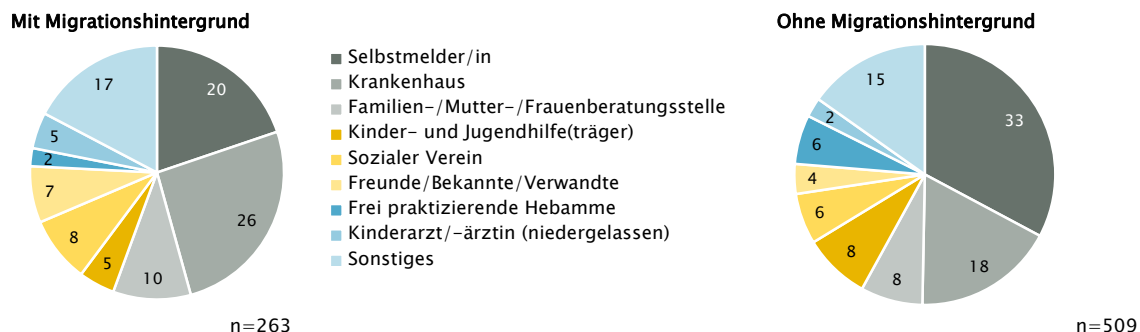 Mit Migrationshintergrund
20
26
10
5
8
7
2
5
17
n=263
Selbstmelder/in
Krankenhaus
Familien-/Mutter-/Frauenberatungsstelle
Kinder- und Jugendhilfe(träger)
Sozialer Verein
Freunde/Bekannte/Verwandte
Frei praktizierende Hebamme
Kinderarzt/-ärztin (niedergelassen)
Sonstiges
Ohne Migrationshintergrund
33
18
8
8
6
4
6
2
15
n=509